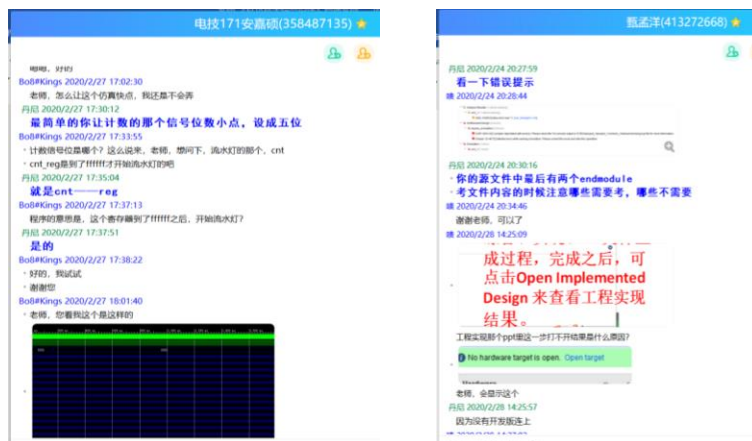 电技171安嘉硕(358487135)
嗯嗯，好的
Bo8#Kings 2020/2/27 17:02:30
老师，怎么让这个仿真快点，我还是不会弄
丹尼 2020/2/27 17:30:12
最简单的你让计数的那个信号位数小点，设成五位
Bo8#Kings 2020/2/27 17:33:55
计数信号位是哪个？这么说来，老师，想问下，流水灯的那个，cnt
cnt_reg是到了ffffff才开始流水灯的吧
丹尼 2020/2/27 17:35:04
就是cnt——reg
Bo8#Kings 2020/2/27 17:37:13
程序的意思是，这个寄存器到了ffffff之后，开始流水灯？
丹尼 2020/2/27 17:37:51
是的
Bo8#Kings 2020/2/27 17:38:22
好的，我试试
谢谢您
Bo8#Kings 2020/2/27 18:01:40
老师，您看我这个是这样的
甄孟洋(413272668)
丹尼 2020/2/24 20:27:59
看一下错误提示
2020/2/24 20:28:44
丹尼 2020/2/24 20:30:16
你的源文件中最后有两个endmodule
考文件内容的时候注意哪些需要考，哪些不需要
2020/2/24 20:34:46
谢谢老师，可以了
2020/2/28 14:25:09
成过程，完成之后，可
点击Open Implemented
Design 来查看工程实现
结果。
工程实现那个ppt里这一步打不开结果是什么原因？
No hardware target is open. Open target
Hardware
老师，会显示这个
丹尼 2020/2/28 14:25:57
因为没有开发版连上